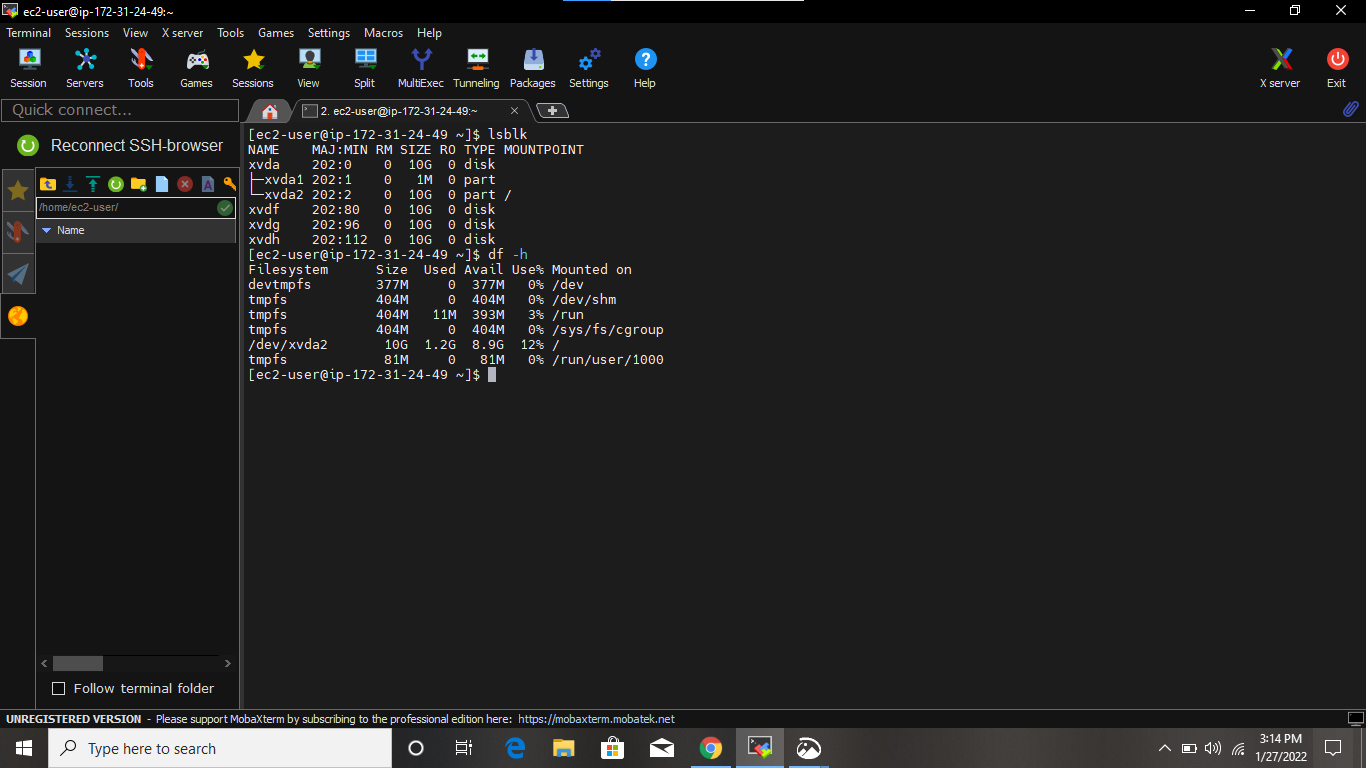 ec2-user@ip-172-31-24-49:~
Terminal Sessions View X server Tools Games Settings Macros Help
Session Servers Tools Games Sessions View Split MultiExec Tunneling Packages Settings Help X server Exit
Quick connect...
2. ec2-user@ip-172-31-24-49:~
Reconnect SSH-browser
/home/ec2-user/
Name
[ec2-user@ip-172-31-24-49 ~]$ lsblk
NAME    MAJ:MIN RM SIZE RO TYPE MOUNTPOINT
xvda    202:0    0  10G  0 disk
├─xvda1 202:1    0   1M  0 part
└─xvda2 202:2    0  10G  0 part /
xvdf    202:80   0  10G  0 disk
xvdg    202:96   0  10G  0 disk
xvdh    202:112  0  10G  0 disk
[ec2-user@ip-172-31-24-49 ~]$ df -h
Filesystem      Size  Used Avail Use% Mounted on
devtmpfs        377M     0  377M   0% /dev
tmpfs           404M     0  404M   0% /dev/shm
tmpfs           404M   11M  393M   3% /run
tmpfs           404M     0  404M   0% /sys/fs/cgroup
/dev/xvda2       10G  1.2G  8.9G  12% /
tmpfs            81M     0   81M   0% /run/user/1000
[ec2-user@ip-172-31-24-49 ~]$
Follow terminal folder
UNREGISTERED VERSION - Please support MobaXterm by subscribing to the professional edition here: https://mobaxterm.mobatek.net
Type here to search
3:14 PM
1/27/2022